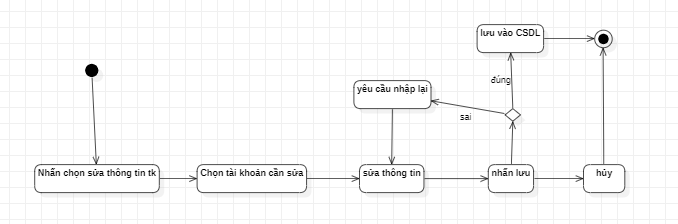 lưu vào CSDL
đúng
yêu cầu nhập lại
sai
Nhấn chọn sửa thông tin tk
Chọn tài khoản cần sửa
sửa thông tin
nhấn lưu
hủy